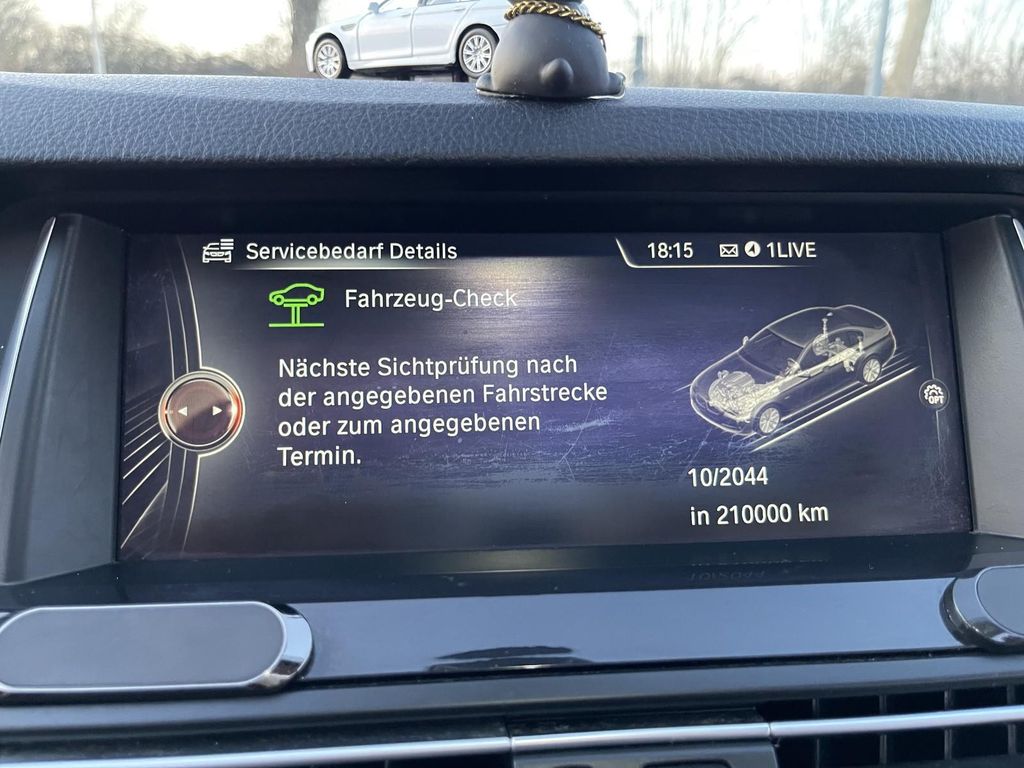 Servicebedarf Details
18:15 1LIVE
Fahrzeug-Check
Nächste Sichtprüfung nach
der angegebenen Fahrstrecke
oder zum angegebenen
Termin.
OPT
10/2044
in 210000 km